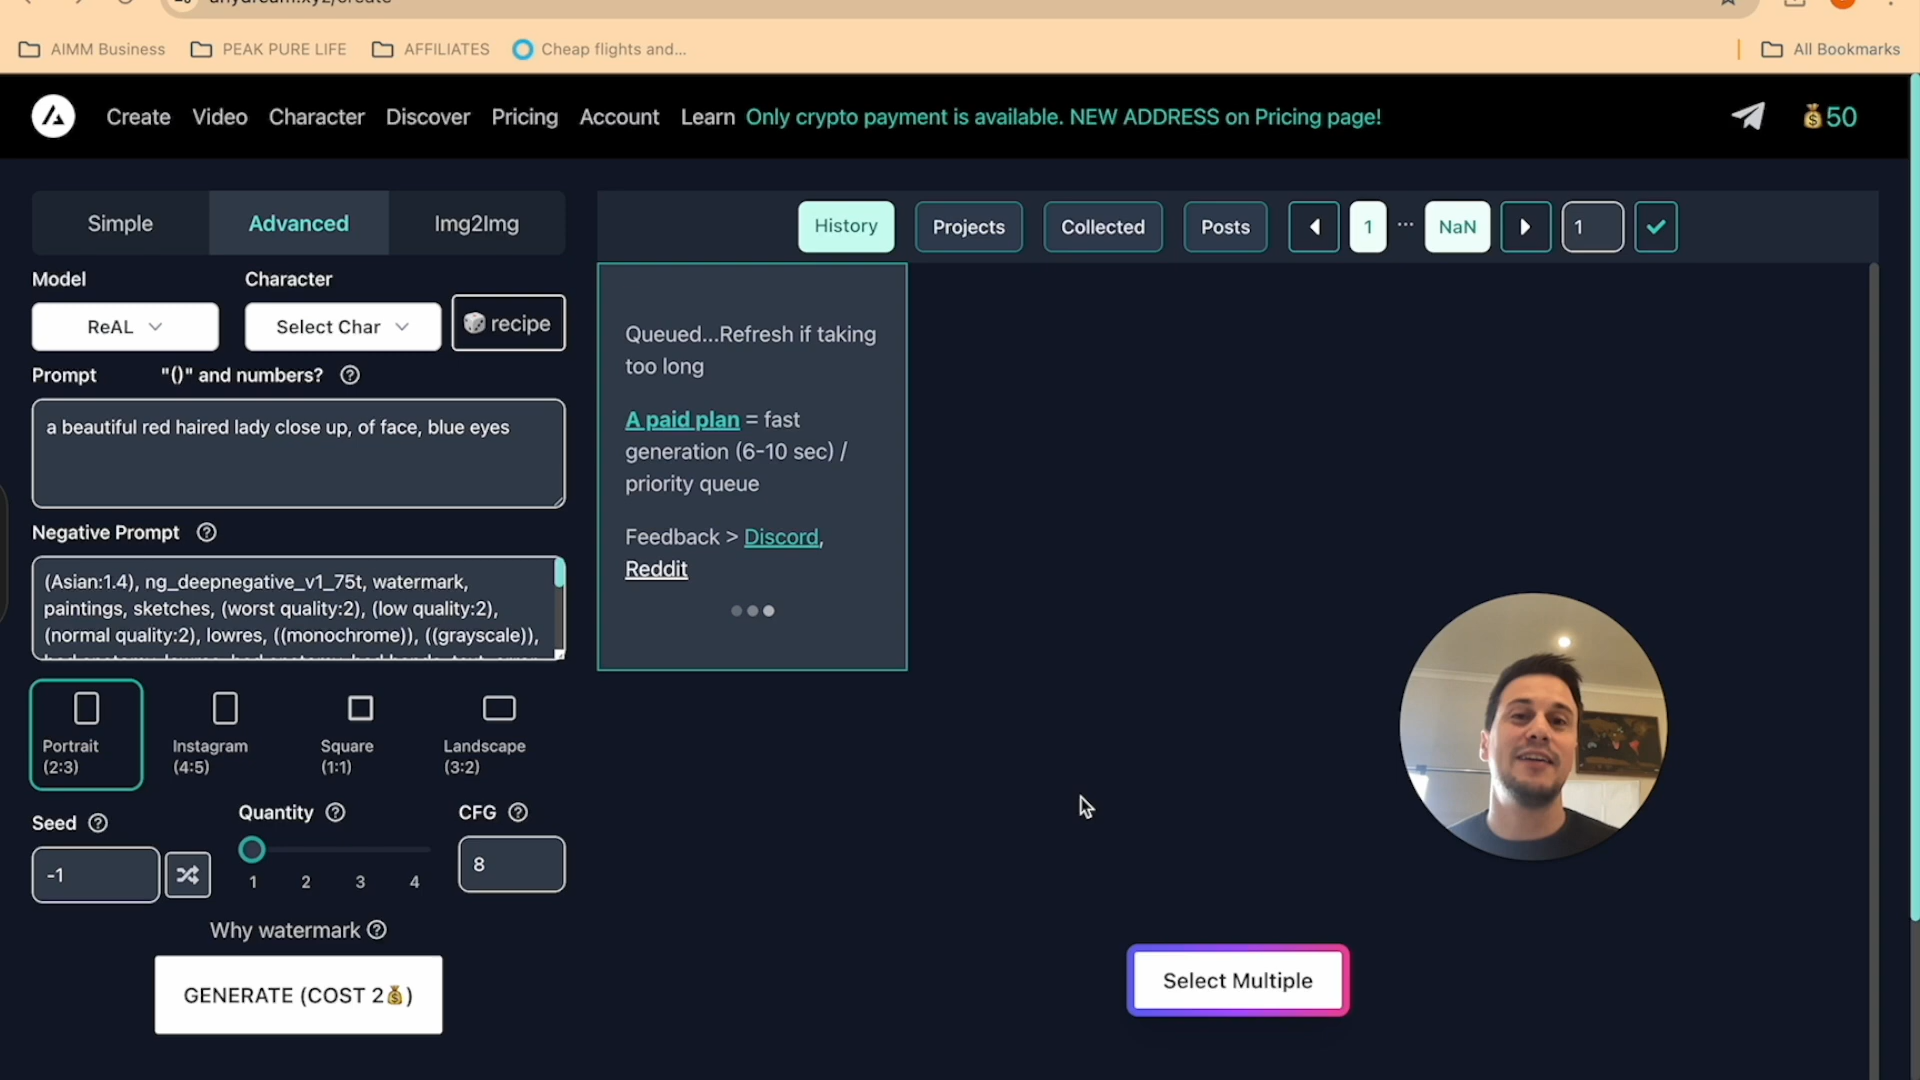 AIMM Business
PEAK PURE LIFE
AFFILIATES
Cheap flights and...
All Bookmarks
Create
Video
Character
Discover
Pricing
Account
Learn
Only crypto payment is available. NEW ADDRESS on Pricing page!
50
Simple
Advanced
Img2Img
History
Projects
Collected
Posts
1
...
NaN
1
Model
Character
ReAL
Select Char
recipe
Prompt
"()" and numbers?
a beautiful red haired lady close up, of face, blue eyes
Negative Prompt
(Asian:1.4), ng_deepnegative_v1_75t, watermark,
paintings, sketches, (worst quality:2), (low quality:2),
(normal quality:2), lowres, ((monochrome)), ((grayscale)),
Portrait
(2:3)
Instagram
(4:5)
Square
(1:1)
Landscape
(3:2)
Seed
Quantity
CFG
-1
1 2 3 4
8
Why watermark
GENERATE (COST 2💰)
Queued...Refresh if taking
too long
A paid plan = fast
generation (6-10 sec) /
priority queue
Feedback > Discord,
Reddit
Select Multiple